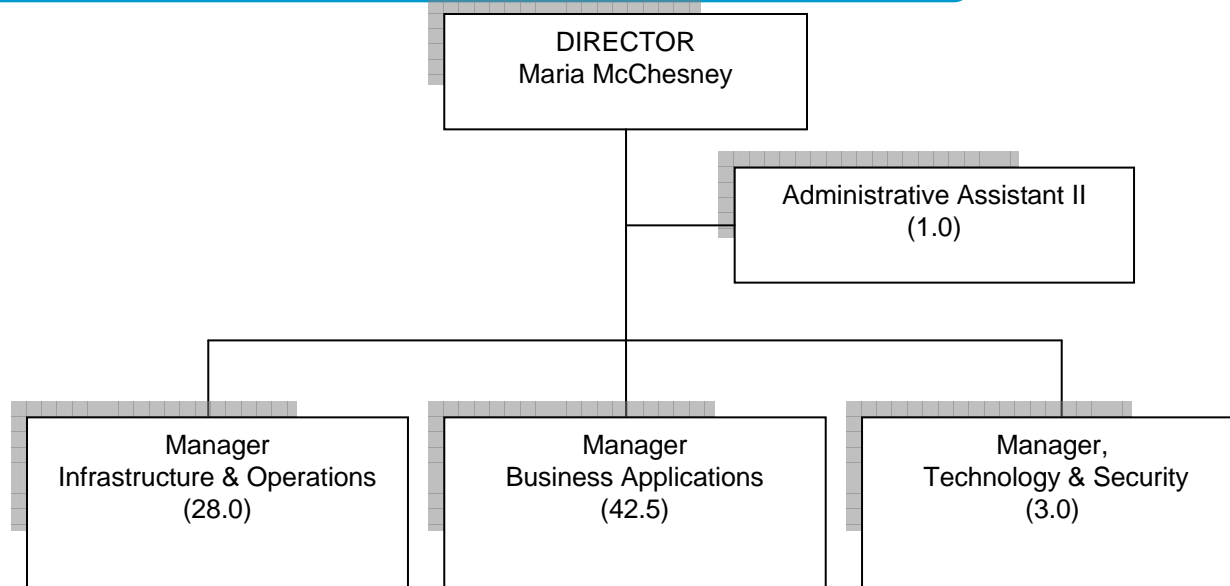 DIRECTOR
Maria McChesney
Administrative Assistant II
(1.0)
Manager
Infrastructure & Operations
(28.0)
Manager
Business Applications
(42.5)
Manager,
Technology & Security
(3.0)